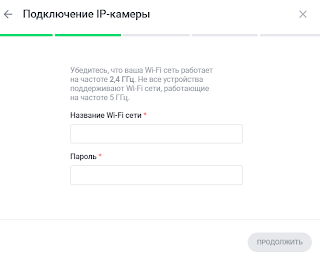 Подключение IP-камеры
Убедитесь, что ваша Wi-Fi сеть работает
на частоте 2,4 ГГц. Не все устройства
поддерживают Wi-Fi сети, работающие
на частоте 5 ГГц.
Название Wi-Fi сети *
Пароль *
ПРОДОЛЖИТЬ